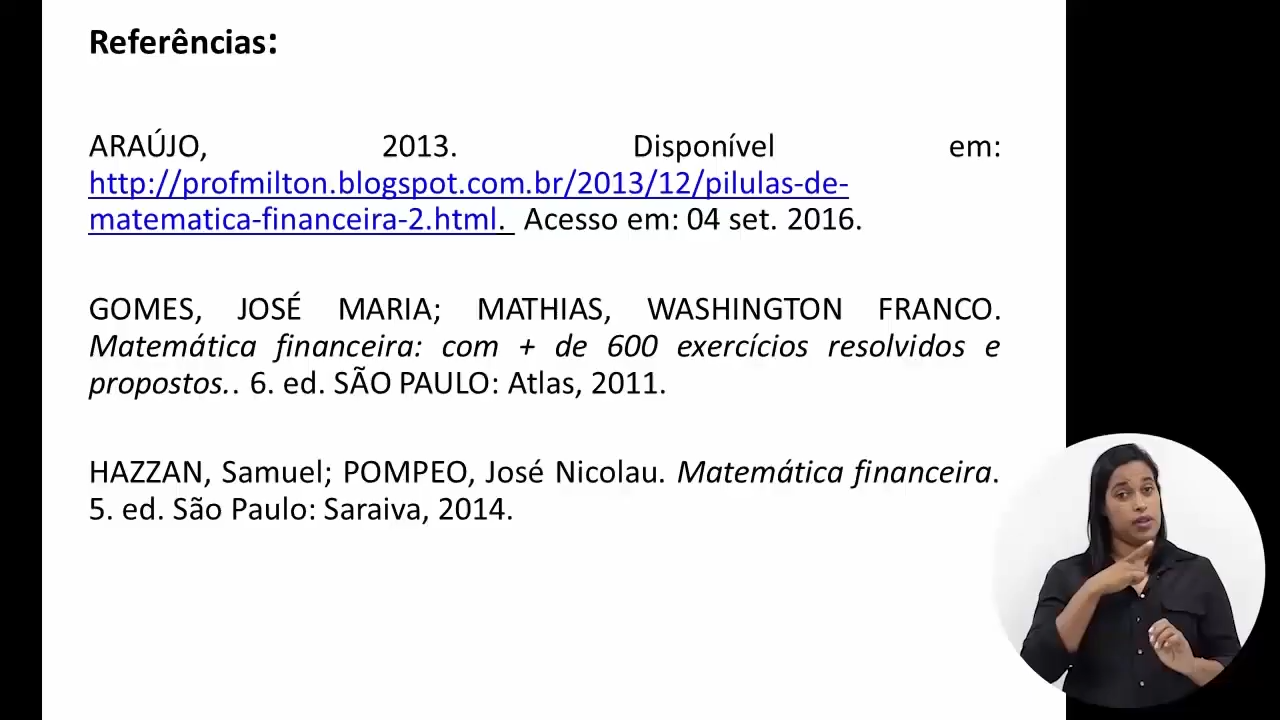 Referências:
ARAÚJO, 2013. Disponível em:
http://profmilton.blogspot.com.br/2013/12/pilulas-de-
matematica-financeira-2.html. Acesso em: 04 set. 2016.
GOMES, JOSÉ MARIA; MATHIAS, WASHINGTON FRANCO.
Matemática financeira: com + de 600 exercícios resolvidos e
propostos.. 6. ed. SÃO PAULO: Atlas, 2011.
HAZZAN, Samuel; POMPEO, José Nicolau. Matemática financeira.
5. ed. São Paulo: Saraiva, 2014.